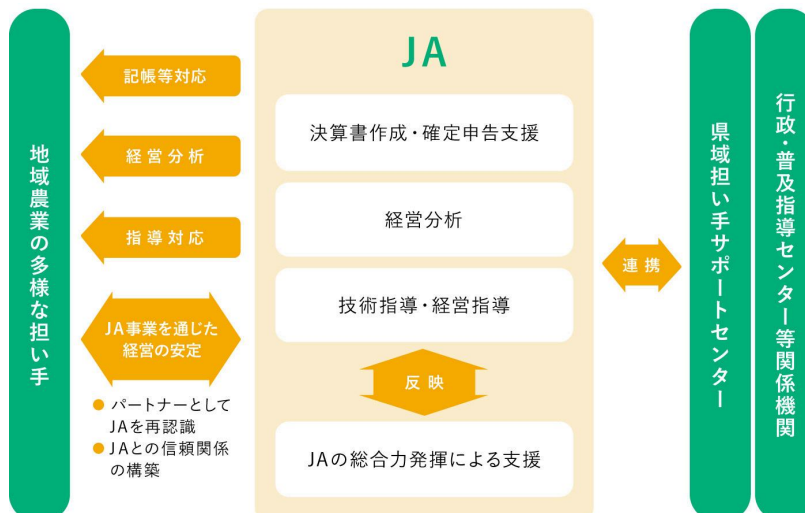 地域農業の多様な担い手
記帳等対応
経営分析
指導対応
JA事業を通じた
経営の安定
● パートナーとして
JAを再認識
● JAとの信頼関係
の構築
JA
決算書作成・確定申告支援
経営分析
技術指導・経営指導
反映
JAの総合力発揮による支援
連携
県域担い手サポートセンター
行政・普及指導センター等関係機関